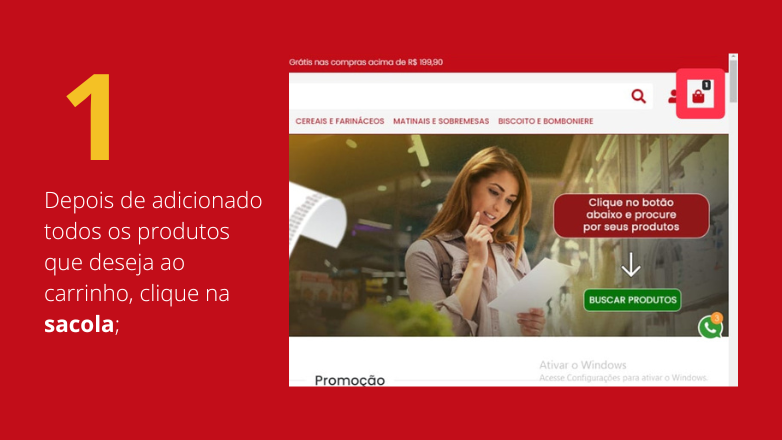 1
Depois de adicionado
todos os produtos
que deseja ao
carrinho, clique na
sacola;
Grátis nas compras acima de R$ 199,90
1
CEREAIS E FARINÁCEOS MATINAIS E SOBREMESAS BISCOITO E BOMBONIERE
Clique no botão
abaixo e procure
por seus produtos
BUSCAR PRODUTOS
3
Promoção
Ativar o Windows
Acesse Configurações para ativar o Windows.